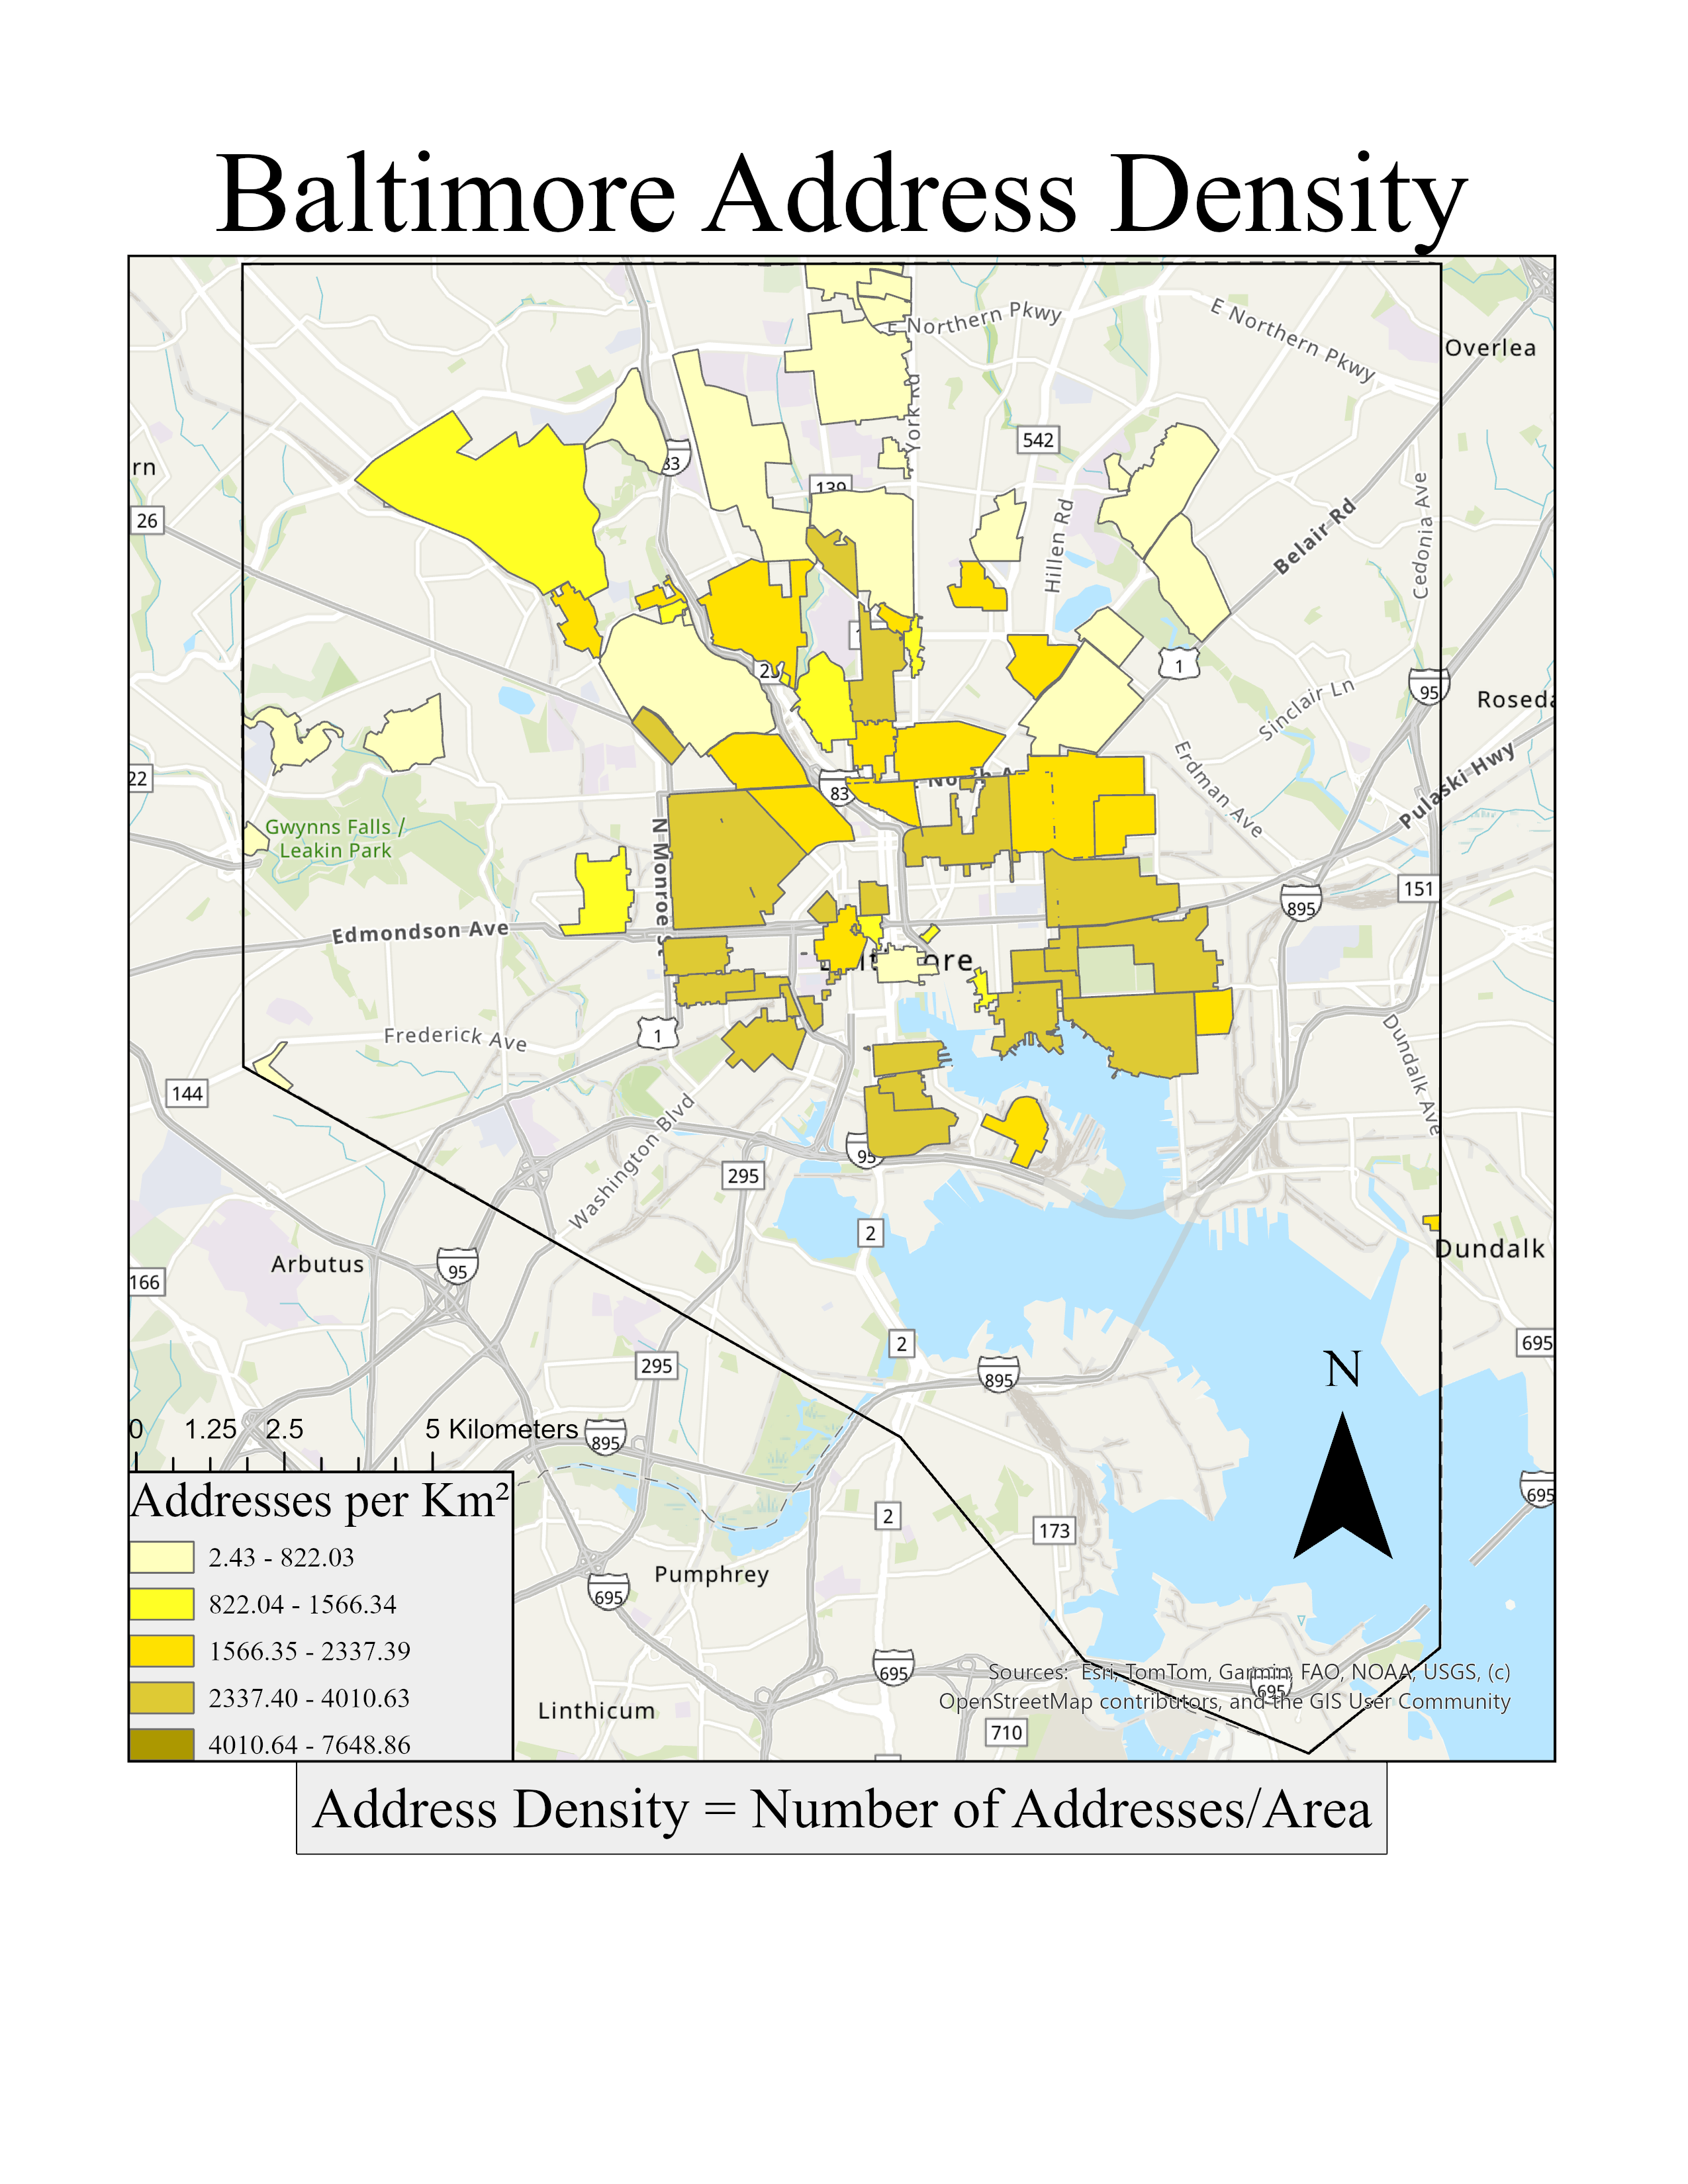 Baltimore Address Density
E Northern Pkwy
E Northern Pkwy
Overlea
York Rd
542
83
rn
139
26
Hillen Rd
Belair Rd
Cedonia Ave
1
95
Roseda
Sinclair Ln
22
83
Erdman Ave
Pulaski Hwy
Gwynns Falls /
Leakin Park
N Monroe S
151
895
Edmondson Ave
Frederick Ave
1
Dundalk Ave
144
Washington Blvd
95
295
2
Dundalk
Arbutus
95
166
2
695
295
895
N
0 1.25 2.5 5 Kilometers
895
695
Addresses per Km²
2
173
2.43 - 822.03
Pumphrey
695
822.04 - 1566.34
1566.35 - 2337.39
695
Sources: Esri, TomTom, Garmin, FAO, NOAA, USGS, (c)
695
OpenStreetMap contributors, and the GIS User Community
2337.40 - 4010.63
Linthicum
710
4010.64 - 7648.86
Address Density = Number of Addresses/Area